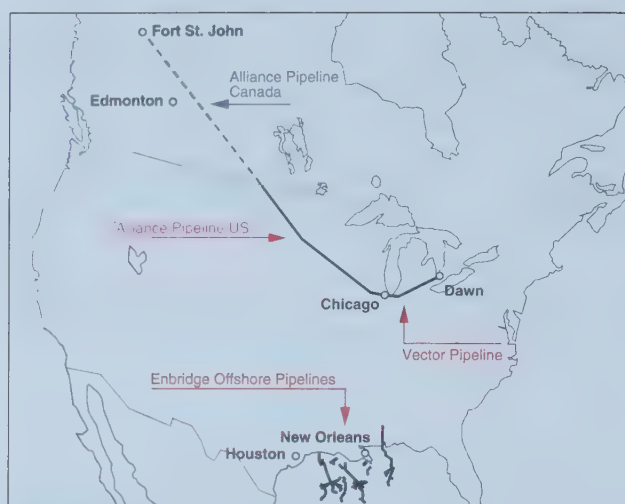 Fort St. John
Alliance Pipeline
Canada
Edmonton
Alliance Pipeline US
Dawn
Chicago
Vector Pipeline
Enbridge Offshore Pipelines
New Orleans
Houston